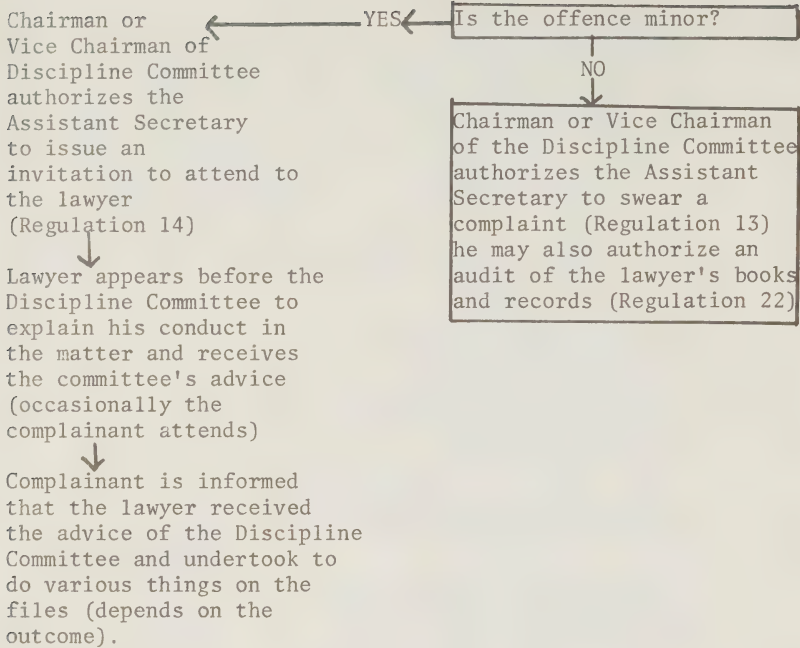 Is the offence minor?
YES
NO
Chairman or
Vice Chairman of
Discipline Committee
authorizes the
Assistant Secretary
to issue an
invitation to attend to
the lawyer
(Regulation 14)
Lawyer appears before the
Discipline Committee to
explain his conduct in
the matter and receives
the committee's advice
(occasionally the
complainant attends)
Complainant is informed
that the lawyer received
the advice of the Discipline
Committee and undertook to
do various things on the
files (depends on the
outcome).
Chairman or Vice Chairman
of the Discipline Committee
authorizes the Assistant
Secretary to swear a
complaint (Regulation 13)
he may also authorize an
audit of the lawyer's books
and records (Regulation 22)